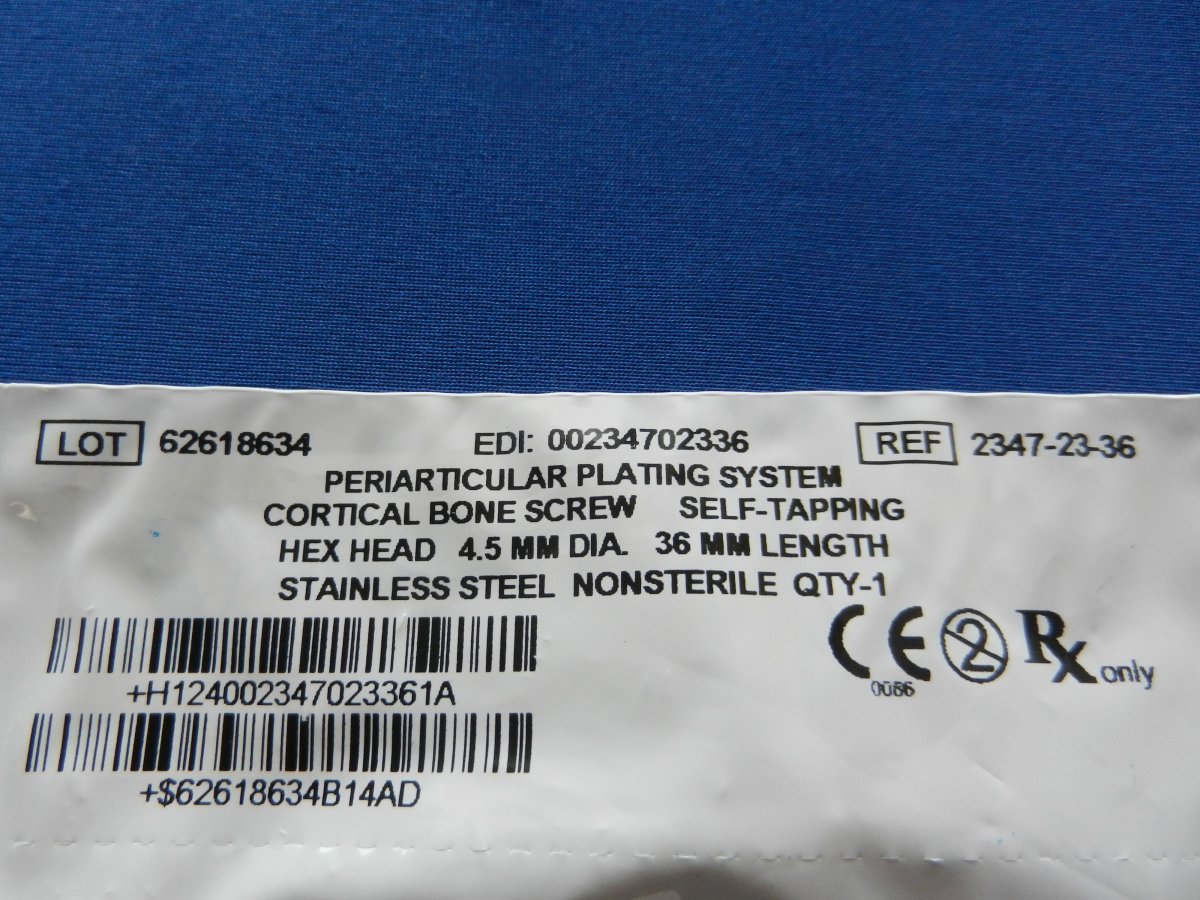 LOT 62618634 EDI: 00234702336 REF 2347-23-36
PERIARTICULAR PLATING SYSTEM
CORTICAL BONE SCREW SELF-TAPPING
HEX HEAD 4.5 MM DIA. 36 MM LENGTH
STAINLESS STEEL NONSTERILE QTY-1
CE 2 Rx only
0086
+H124002347023361A
+$62618634B14AD